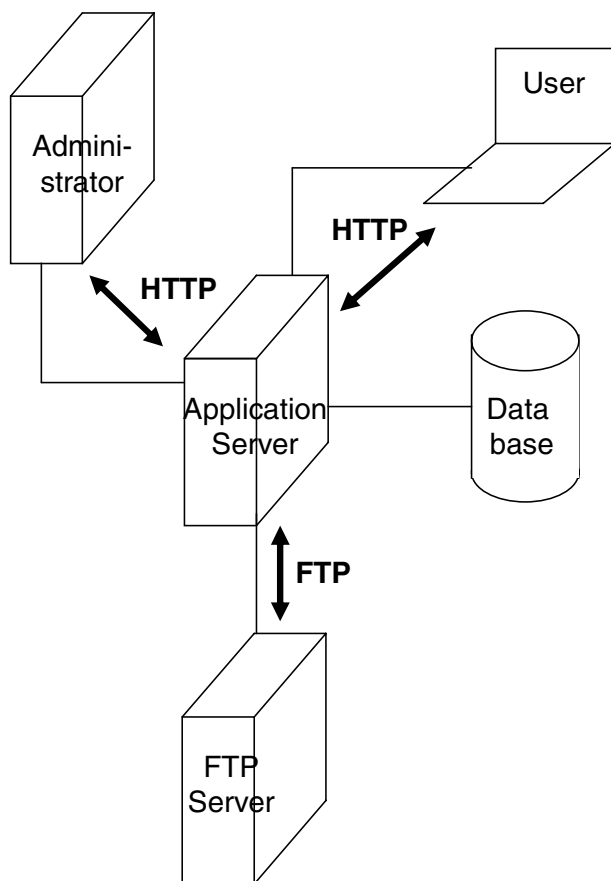 User
Admini-
strator
HTTP
HTTP
Application
Server
Data
base
FTP
FTP
Server